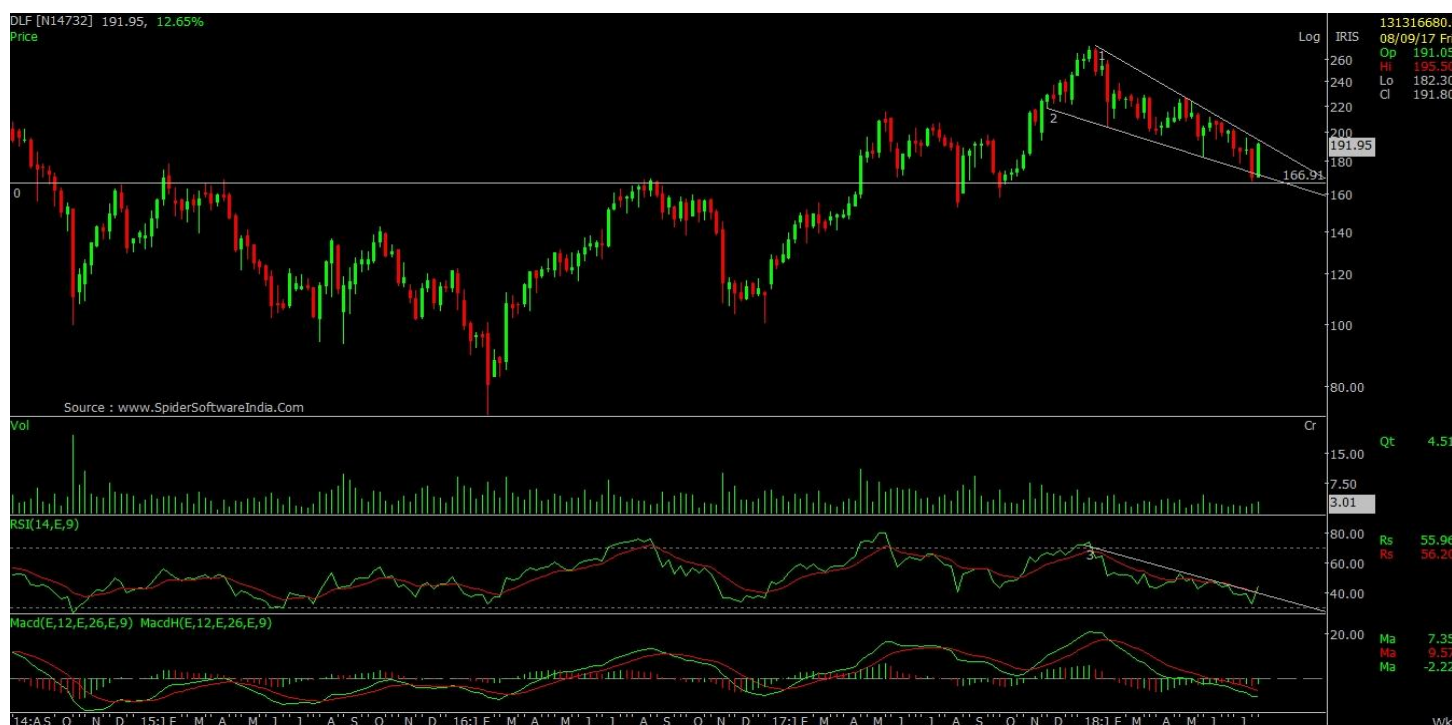 DLF [N14732] 191.95, 12.65%
Price
Log
IRIS
131316680.
08/09/17 Fri
Op 191.05
Hi 195.50
Lo 182.30
Cl 191.80
260
240
220
200
191.95
180
160
140
120
100
80.00
1
2
0
166.91
Source : www.SpiderSoftwareIndia.Com
Vol
Cr
Qt 4.51
15.00
7.50
3.01
RSI(14,E,9)
80.00
60.00
40.00
3
Rs 55.96
Rs 56.20
Macd(E,12,E,26,E,9) MacdH(E,12,E,26,E,9)
20.00
Ma 7.35
Ma 9.57
Ma -2.22
14:A S O N D 15:J F M A M J J A S O N D 16:J F M A M J J A S O N D 17:J F M A M J J A S O N D 18:J F M A M J J
Wk